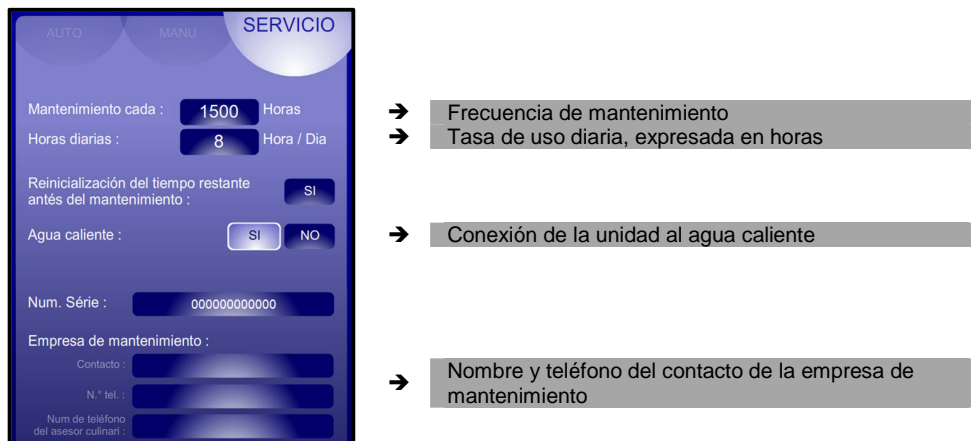 AUTO MANU SERVICIO
Mantenimiento cada : 1500 Horas
➔ Frecuencia de mantenimiento
Horas diarias : 8 Hora / Dia
➔ Tasa de uso diaria, expresada en horas
Reinicialización del tiempo restante
antés del mantenimiento : SI
Agua caliente : SI NO
➔ Conexión de la unidad al agua caliente
Num. Série : 000000000000
Empresa de mantenimiento :
Contacto :
N.° tel. :
Num de teléfono
del asesor culinari :
➔ Nombre y teléfono del contacto de la empresa de
mantenimiento